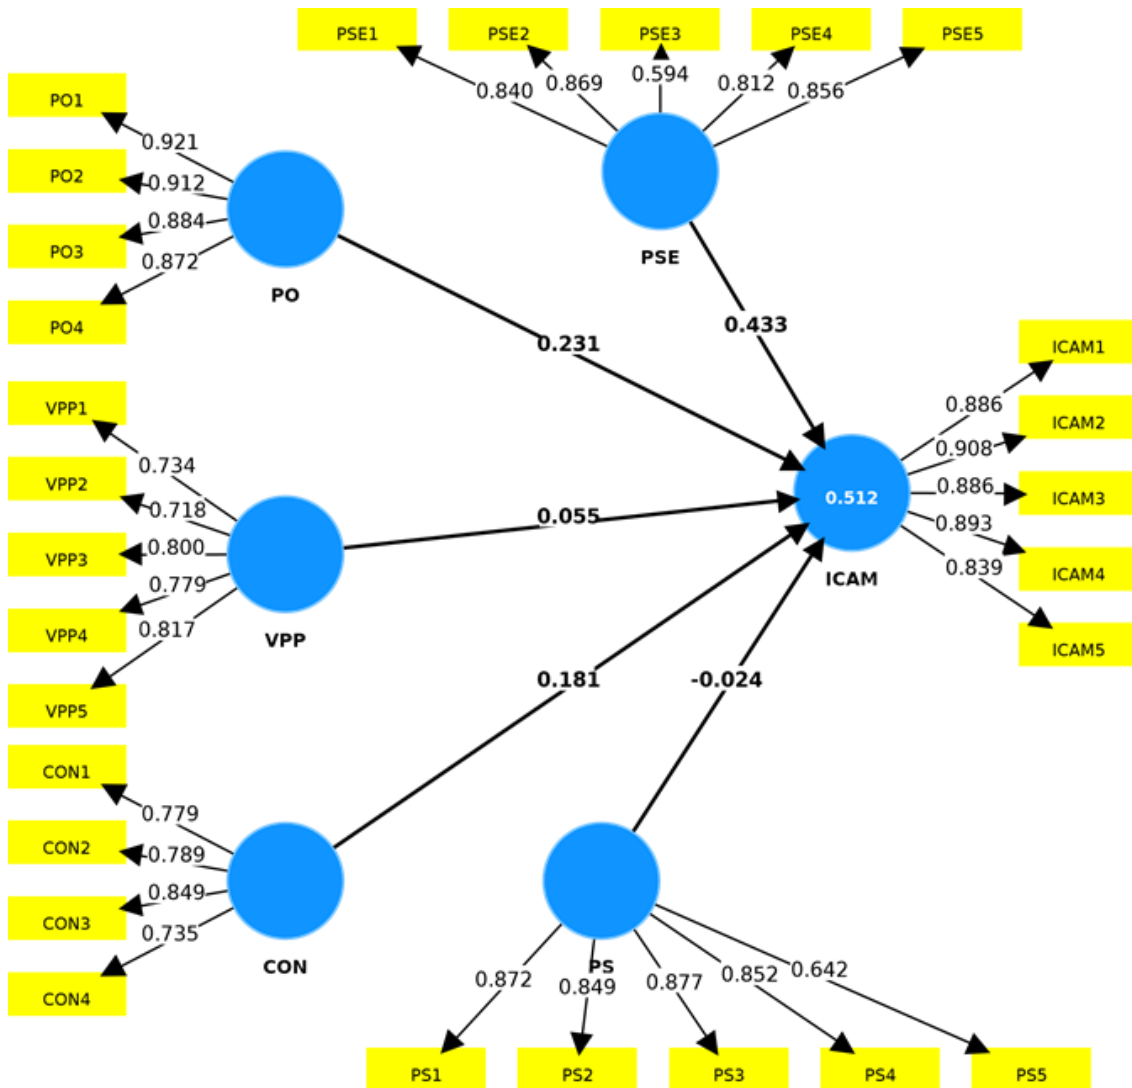 PSE1 PSE2 PSE3 PSE4 PSE5
0.840 0.869 0.594 0.812 0.856
PSE
PO1
PO2
PO3
PO4
0.921
0.912
0.884
0.872
PO
0.231
0.433
VPP1
VPP2
VPP3
VPP4
VPP5
0.734
0.718
0.800
0.779
0.817
VPP
0.055
0.512
ICAM
0.886
0.908
0.886
0.893
0.839
ICAM1
ICAM2
ICAM3
ICAM4
ICAM5
0.181
-0.024
CON1
CON2
CON3
CON4
0.779
0.789
0.849
0.735
CON
PS
0.872 0.849 0.877 0.852 0.642
PS1 PS2 PS3 PS4 PS5